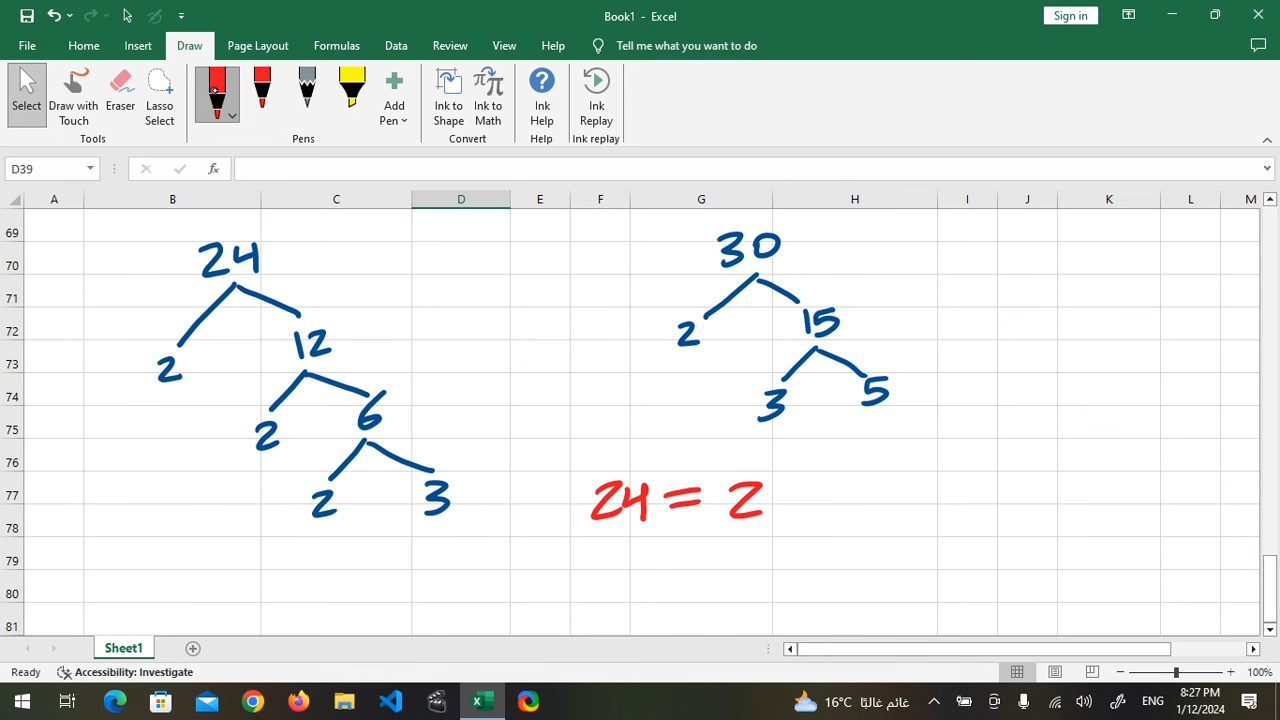 Book1 - Excel
Sign in
File Home Insert Draw Page Layout Formulas Data Review View Help Tell me what you want to do
Select Draw with Touch Eraser Lasso Select Add Pen Ink to Shape Ink to Math Ink Help Ink Replay
Tools Pens Convert Help Ink replay
D39 fx
A B C D E F G H I J K L M
69
24 30
70
71
2 15
72
12
73
2
3 5
74
6
75
2
76
77
2 3 24 = 2
78
79
80
81
Sheet1
Ready Accessibility: Investigate 100%
16°C غائم غالبًا ENG 8:27 PM
1/12/2024